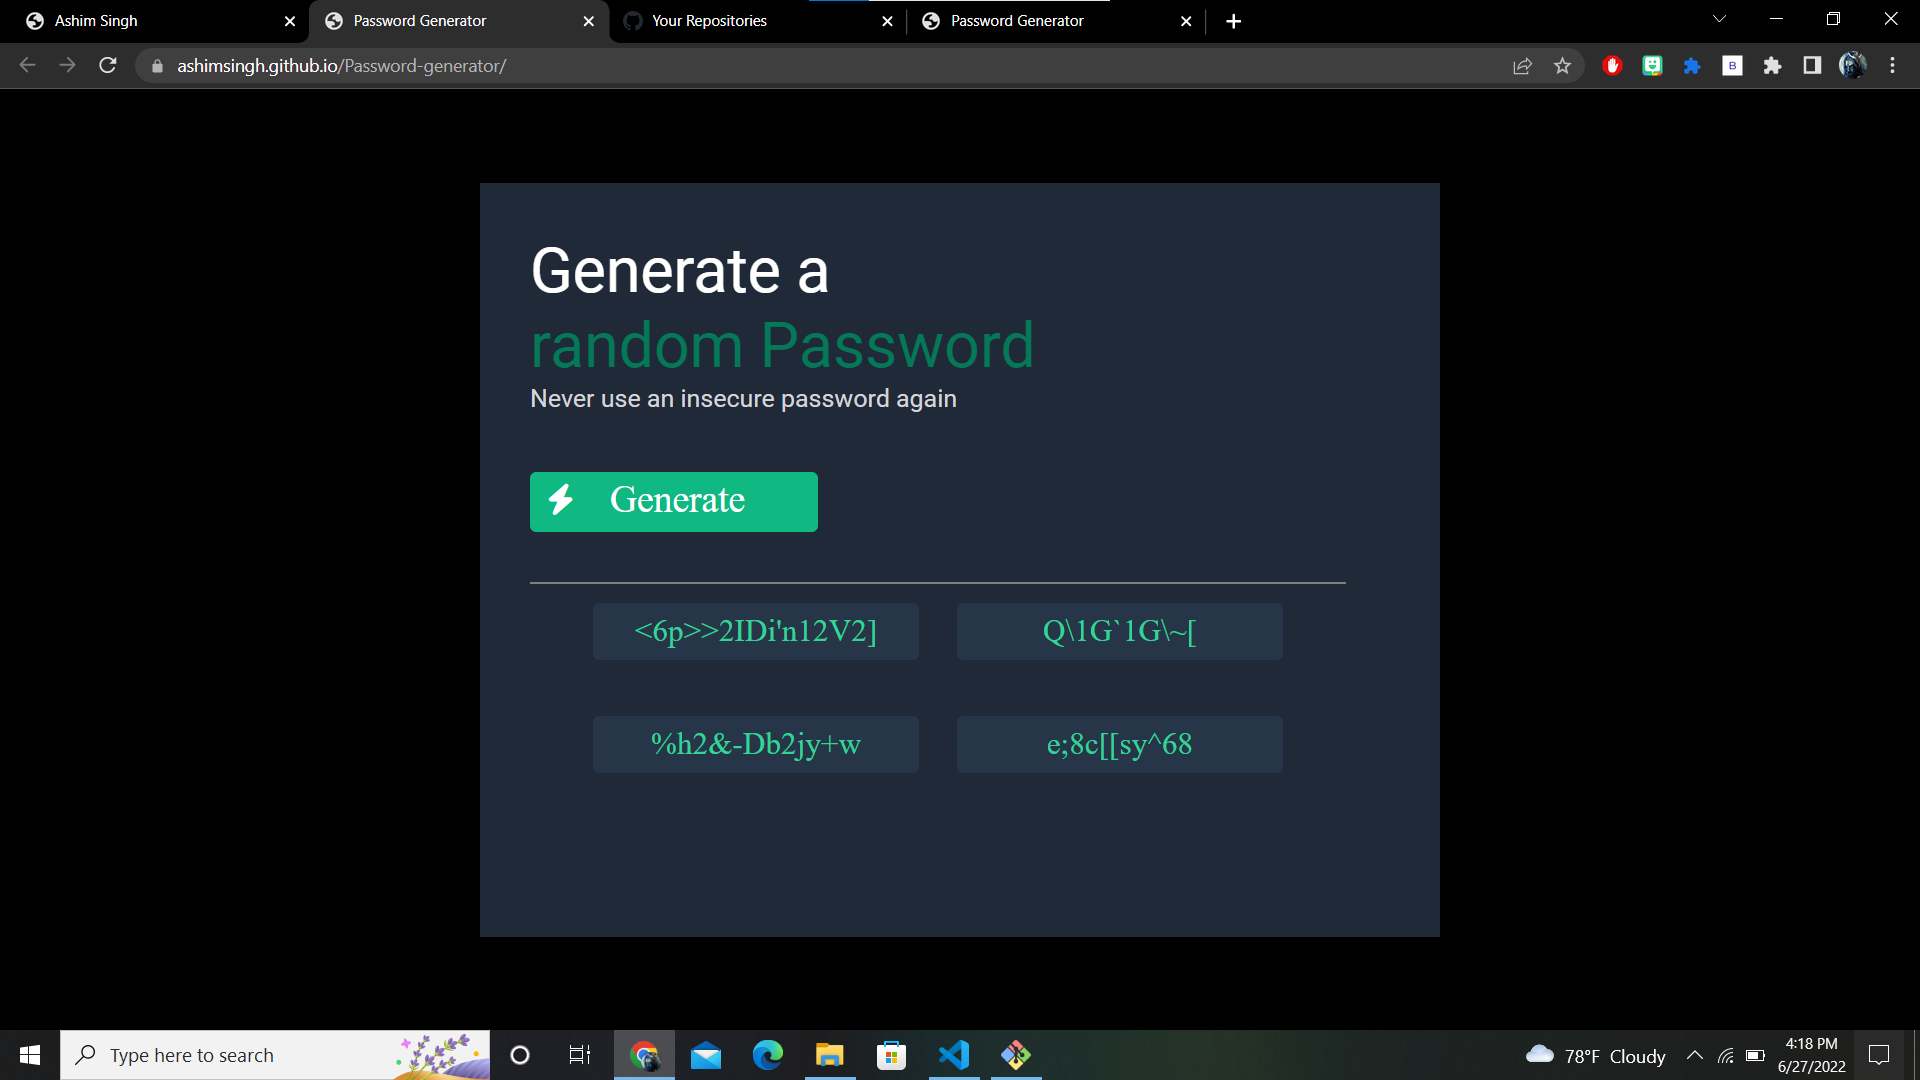 Ashim Singh
Password Generator
Your Repositories
Password Generator
ashimsingh.github.io/Password-generator/
B
Generate a
random Password
Never use an insecure password again
Generate
<6p>>2IDi'n12V2]
Q\1G`1G\~[
%h2&-Db2jy+w
e;8c[[sy^68
Type here to search
78°F Cloudy
4:18 PM
6/27/2022